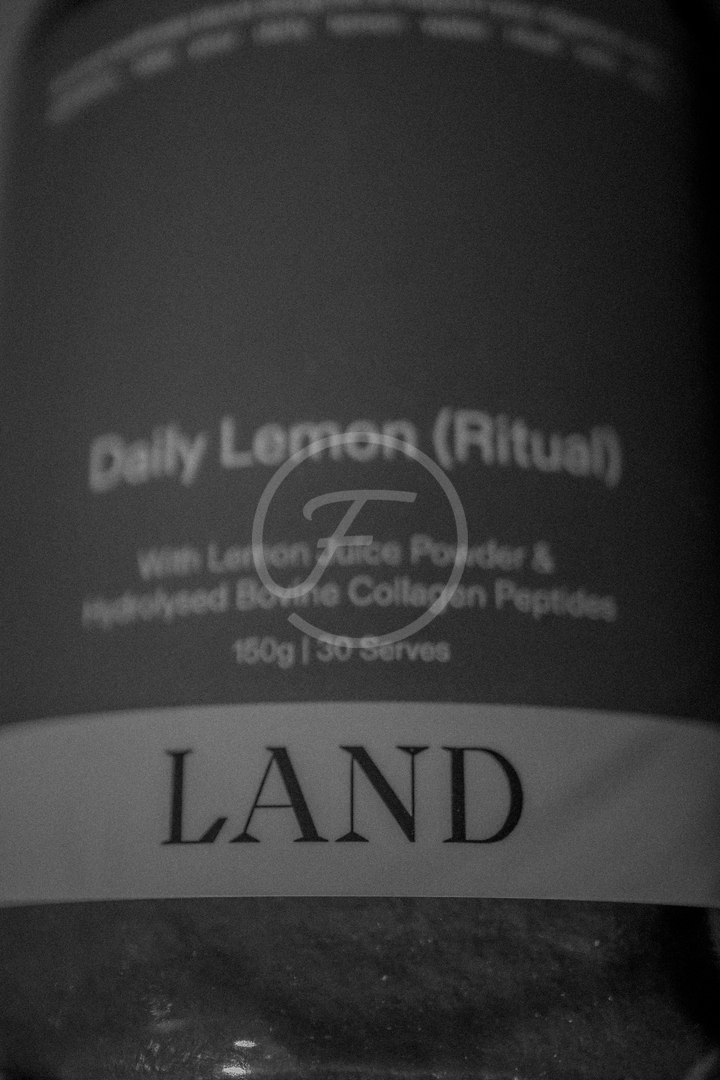 Daily Lemon (Ritual)
F
With Lemon Juice Powder &
Hydrolysed Bovine Collagen Peptides
150g | 30 Serves
LAND